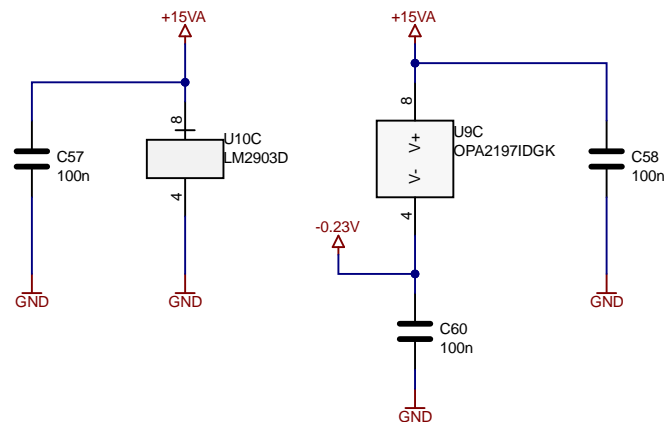 +15VA
+15VA
8
U10C
LM2903D
C57
100n
4
8
V+
V-
U9C
OPA2197IDGK
C58
100n
4
-0.23V
GND
GND
C60
100n
GND
GND